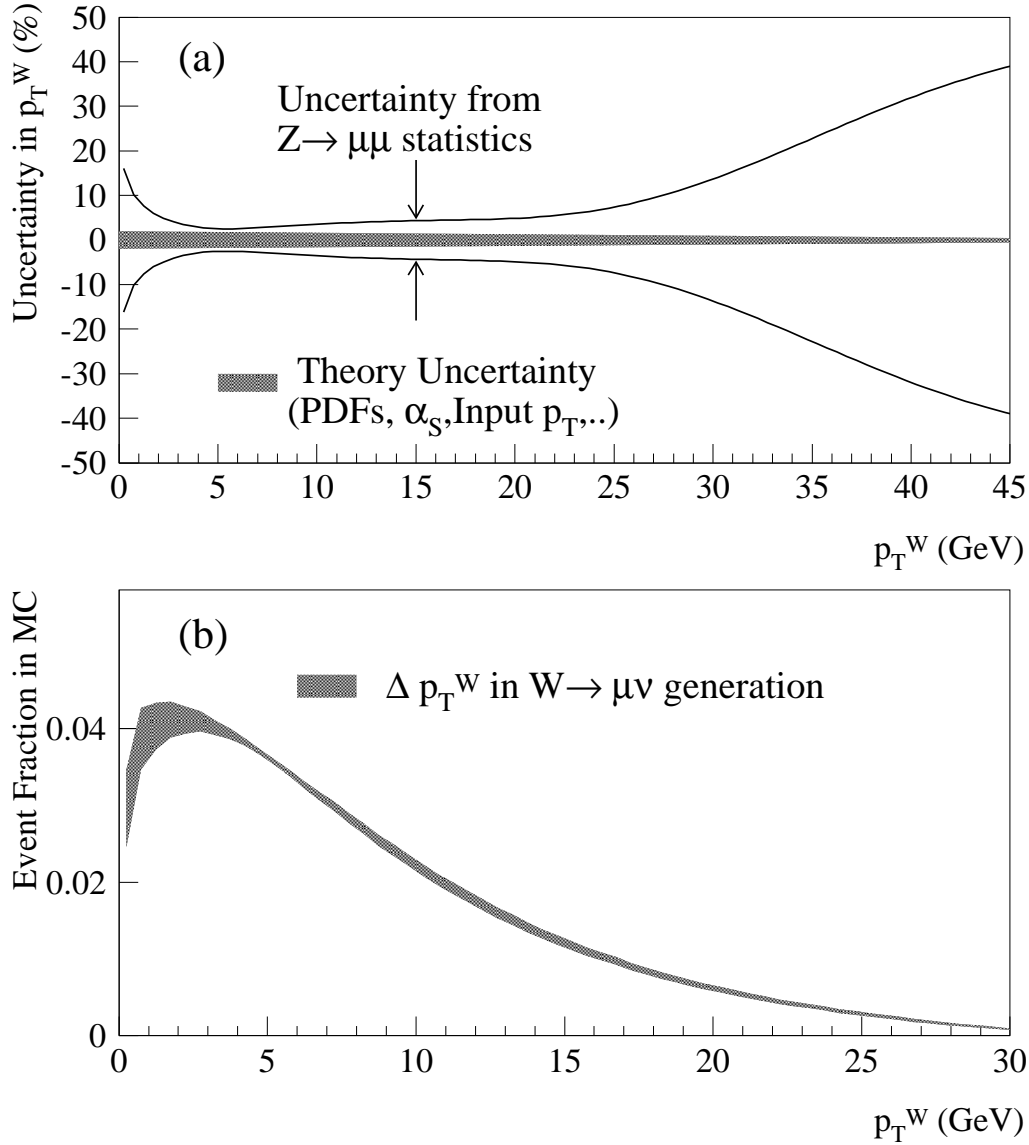 Uncertainty in p_T^W (%)
50
40
30
20
10
0
-10
-20
-30
-40
-50
(a)
Uncertainty from
Z→ μμ statistics
Theory Uncertainty
(PDFs, α_S,Input p_T,..)
0 5 10 15 20 25 30 35 40 45
p_T^W (GeV)
Event Fraction in MC
0.04
0.02
0
(b)
Δ p_T^W in W→ μν generation
0 5 10 15 20 25 30
p_T^W (GeV)